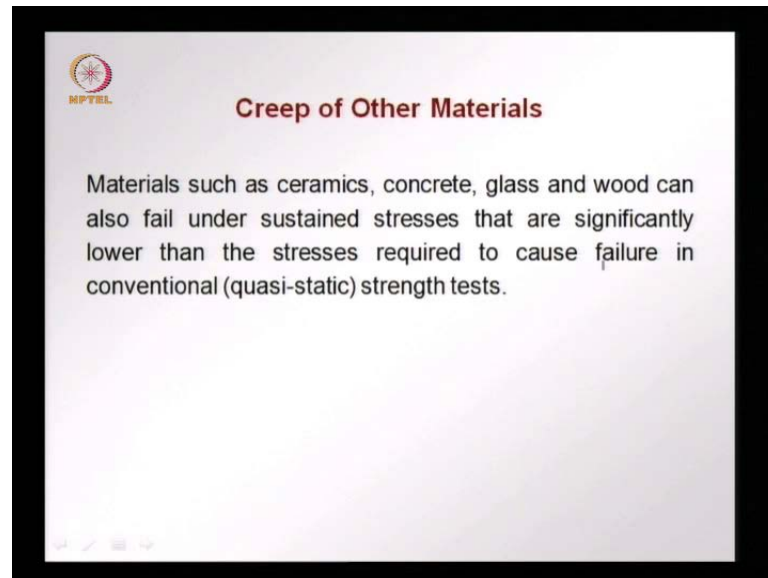 NPTEL
Creep of Other Materials
Materials such as ceramics, concrete, glass and wood can
also fail under sustained stresses that are significantly
lower than the stresses required to cause failure in
conventional (quasi-static) strength tests.